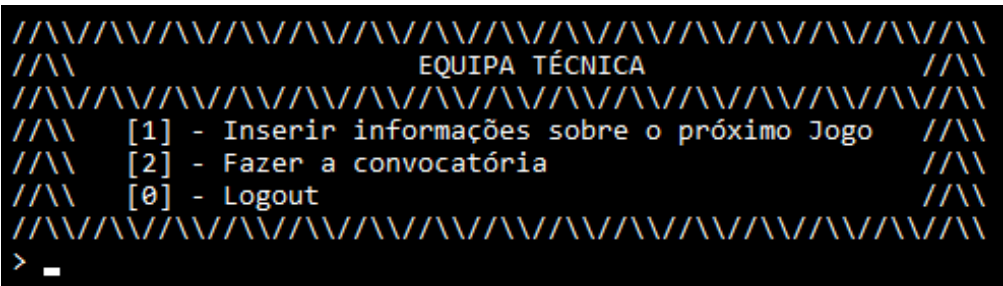 //\\//\\//\\//\\//\\//\\//\\//\\//\\//\\//\\//\\//\\//\\//\\
//\\                      EQUIPA TÉCNICA                 //\\
//\\//\\//\\//\\//\\//\\//\\//\\//\\//\\//\\//\\//\\//\\//\\
//\\   [1] - Inserir informações sobre o próximo Jogo   //\\
//\\   [2] - Fazer a convocatória                       //\\
//\\   [0] - Logout                                     //\\
//\\//\\//\\//\\//\\//\\//\\//\\//\\//\\//\\//\\//\\//\\//\\
> _